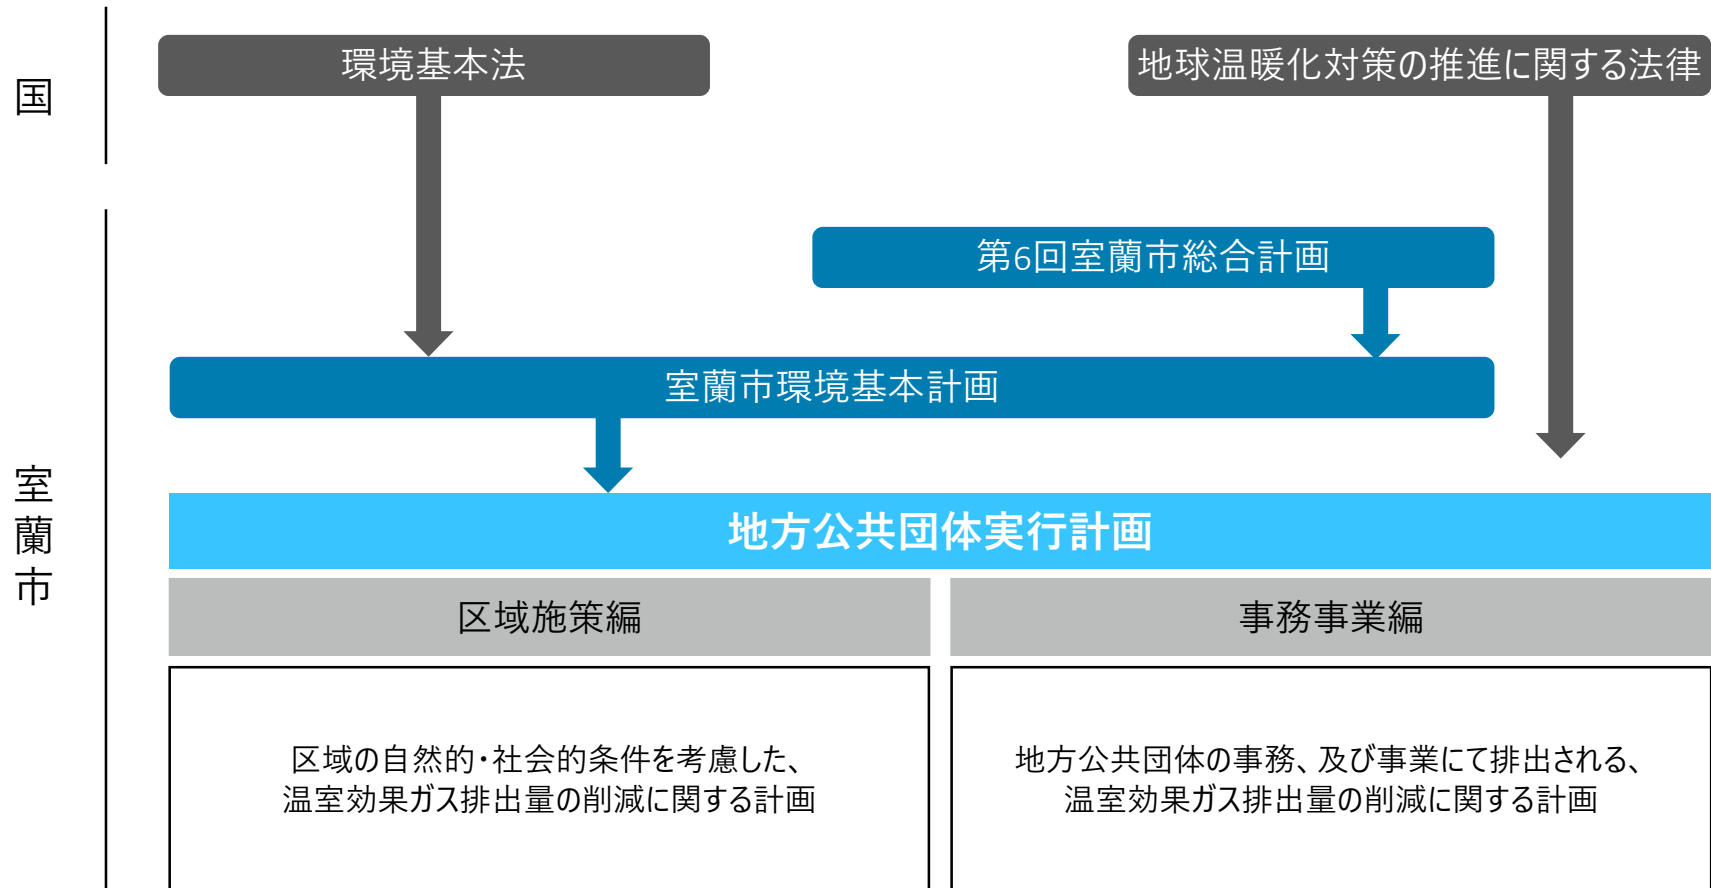 国
環境基本法
地球温暖化対策の推進に関する法律
室蘭市
第6回室蘭市総合計画
室蘭市環境基本計画
地方公共団体実行計画
区域施策編
事務事業編
区域の自然的・社会的条件を考慮した、
温室効果ガス排出量の削減に関する計画
地方公共団体の事務、及び事業にて排出される、
温室効果ガス排出量の削減に関する計画